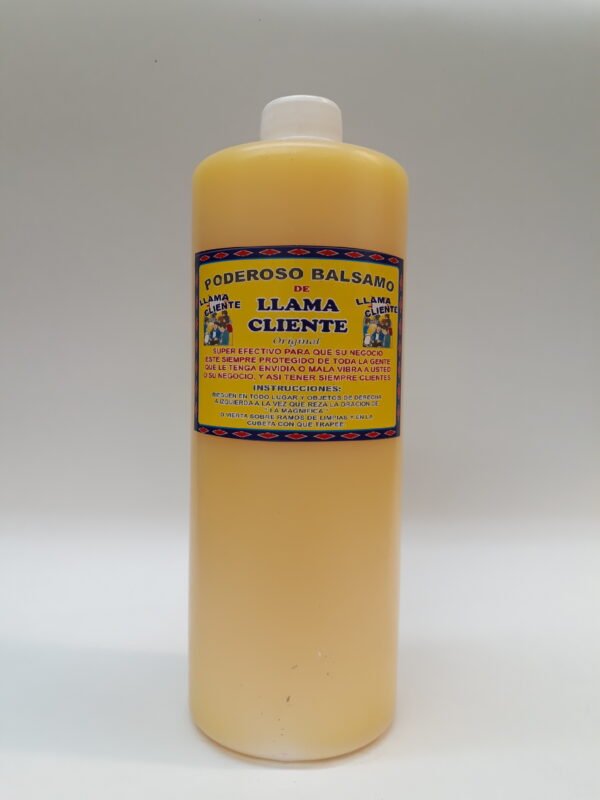 PODEROSO BALSAMO
DE
LLAMA CLIENTE
LLAMA
CLIENTE
LLAMA
CLIENTE
Original
SUPER EFECTIVO PARA QUE SU NEGOCIO
ESTE SIEMPRE PROTEGIDO DE TODA LA GENTE
QUE LE TENGA ENVIDIA O MALA VIBRA A USTED
O SU NEGOCIO, Y ASI TENER SIEMPRE CLIENTES
INSTRUCCIONES:
RIEGUEN EN TODO LUGAR Y OBJETOS DE DERECHA
A IZQUIERDA A LA VEZ QUE REZA LA ORACION DE
"LA MAGNIFICA"
O VIERTA SOBRE RAMOS DE LIMPIAS Y EN LA
CUBETA CON QUE TRAPEE